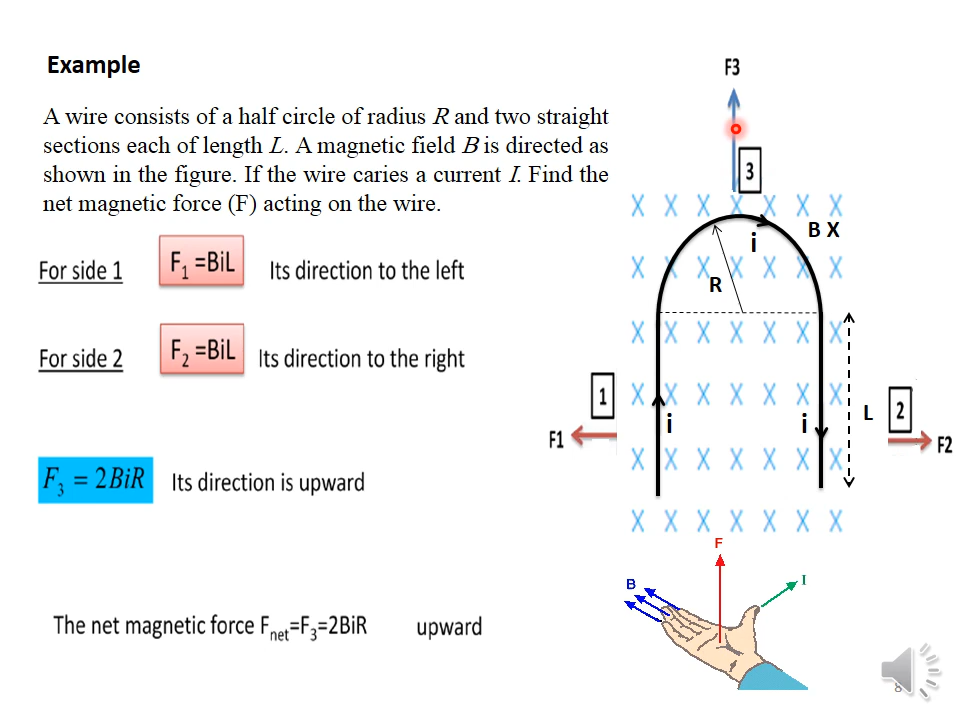 Example
A wire consists of a half circle of radius R and two straight
sections each of length L. A magnetic field B is directed as
shown in the figure. If the wire caries a current I. Find the
net magnetic force (F) acting on the wire.
For side 1 F₁ =BiL Its direction to the left
For side 2 F₂ =BiL Its direction to the right
F₃ = 2BiR Its direction is upward
The net magnetic force Fₙₑₜ=F₃=2BiR upward
F3
3
X X X X X X X
B X
i
X X X X X X X
R
X X X X X X X
1
X X X X X X X
L
2
i
i
F1
F2
X X X X X X X
X X X X X X X
F
B
I
8